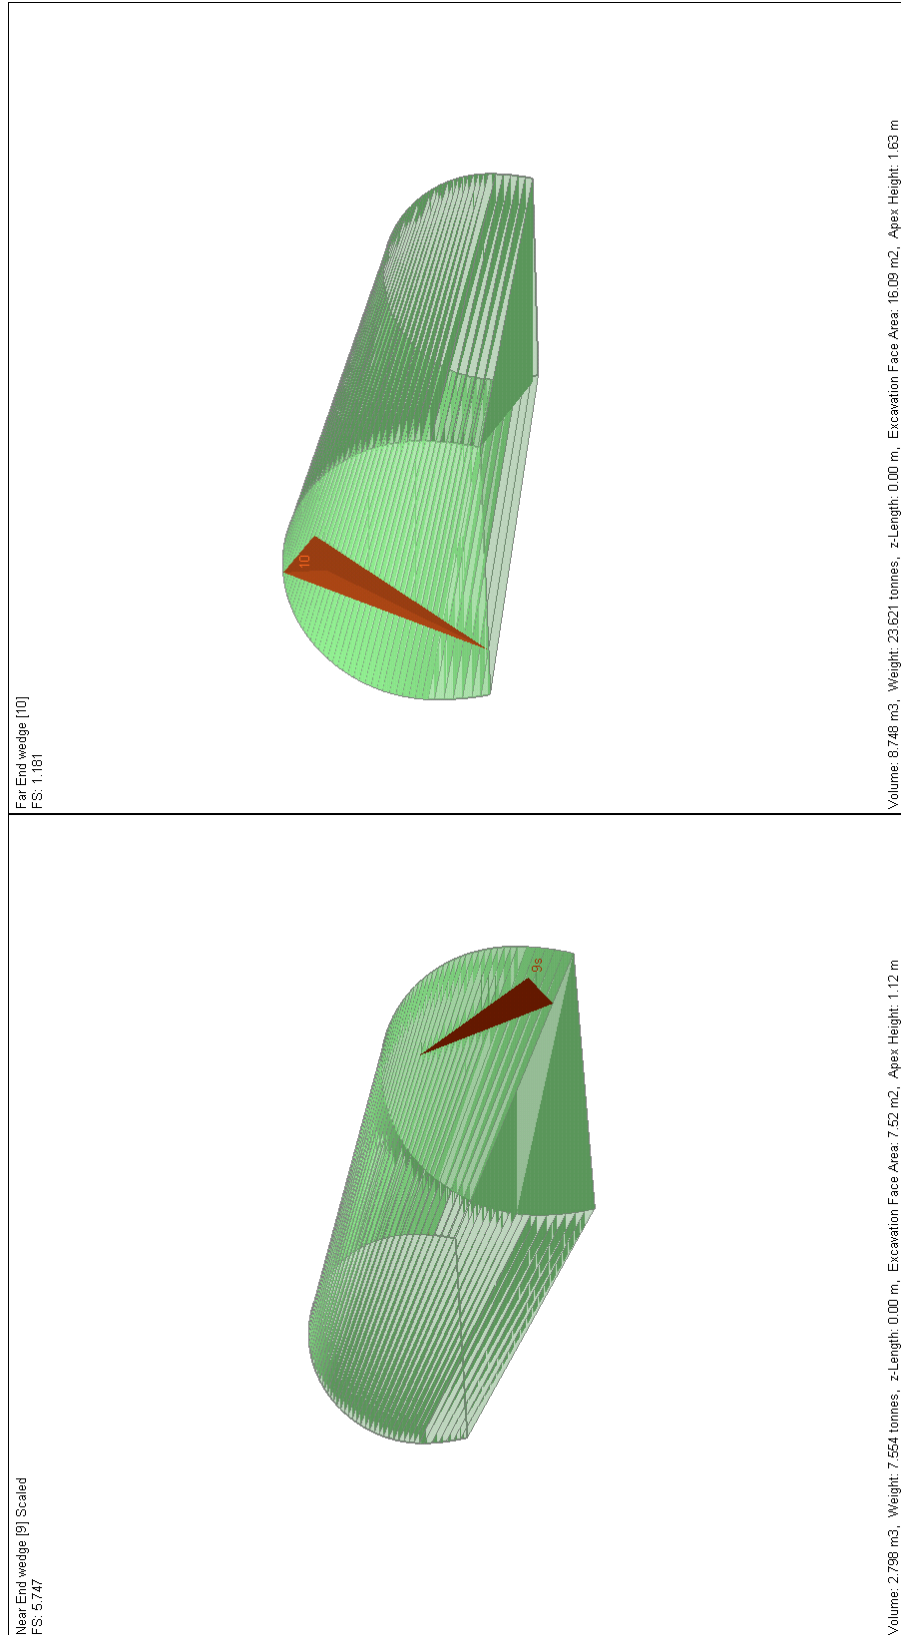 Far End wedge [10]
FS: 1.181
10
Volume: 8.748 m3, Weight: 23.621 tonnes, z-Length: 0.00 m, Excavation Face Area: 16.09 m2, Apex Height: 1.63 m
Near End wedge [9] Scaled
FS: 5.747
9s
Volume: 2.798 m3, Weight: 7.554 tonnes, z-Length: 0.00 m, Excavation Face Area: 7.52 m2, Apex Height: 1.12 m